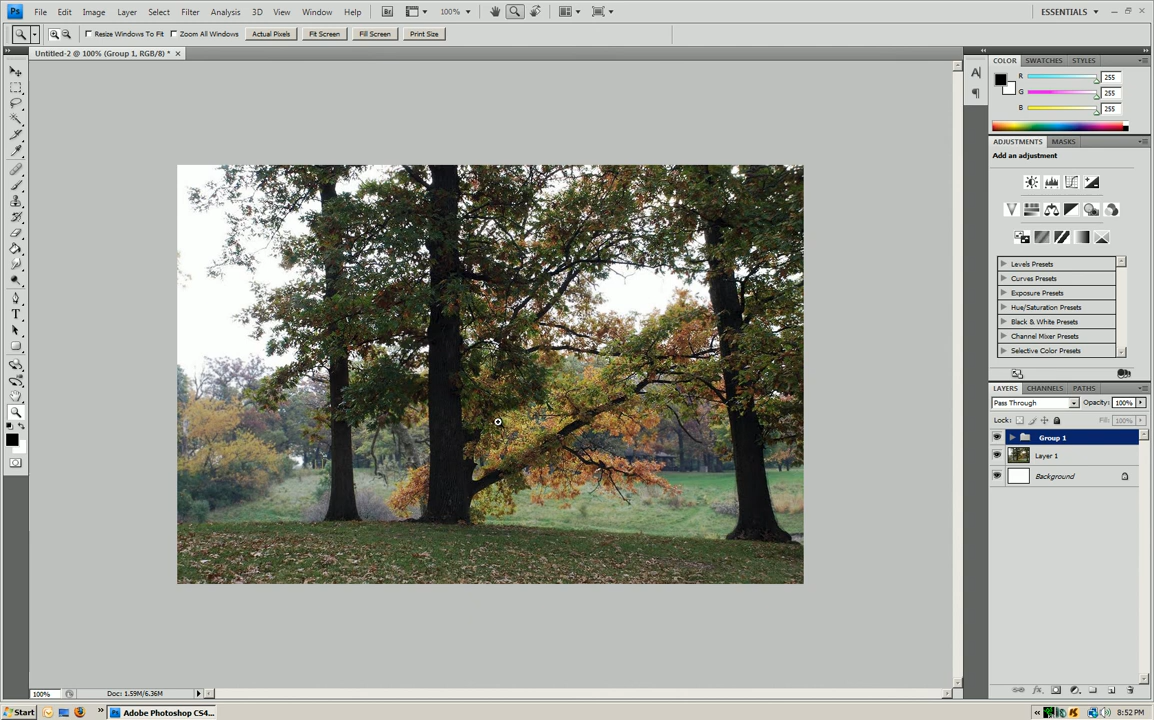 Ps File Edit Image Layer Select Filter Analysis 3D View Window Help Br 100% ESSENTIALS
Resize Windows To Fit Zoom All Windows Actual Pixels Fit Screen Fill Screen Print Size
Untitled-2 @ 100% (Group 1, RGB/8) *
COLOR SWATCHES STYLES
R 255
G 255
B 255
ADJUSTMENTS MASKS
Add an adjustment
Levels Presets
Curves Presets
Exposure Presets
Hue/Saturation Presets
Black & White Presets
Channel Mixer Presets
Selective Color Presets
LAYERS CHANNELS PATHS
Pass Through Opacity: 100%
Lock: Fill: 100%
Group 1
Layer 1
Background
100% Doc: 1.59M/6.36M
Start Adobe Photoshop CS4... 8:52 PM